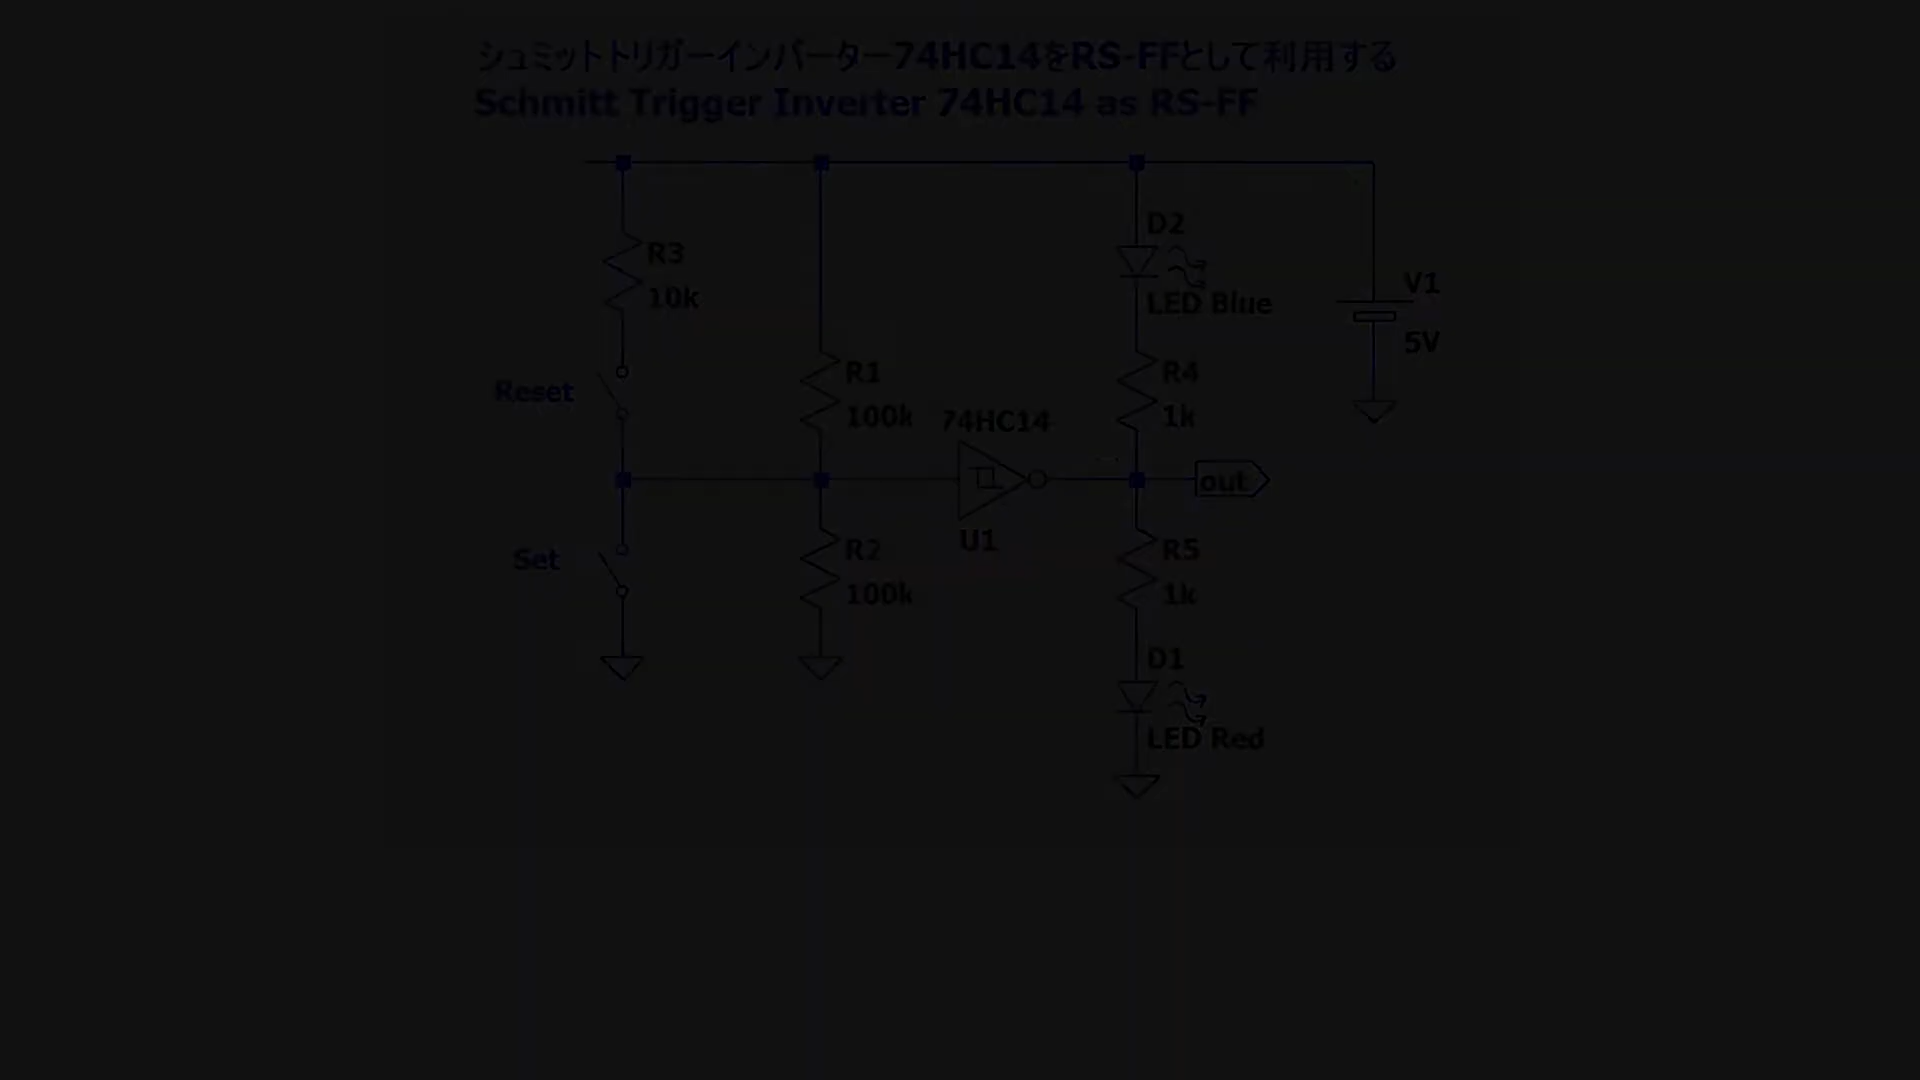 シュミットトリガーインバーター74HC14をRS-FFとして利用する
Schmitt Trigger Inverter 74HC14 as RS-FF
D2
R3
10k
LED Blue
V1
5V
Reset
R1
100k
R4
1k
74HC14
out
U1
Set
R2
100k
R5
1k
D1
LED Red